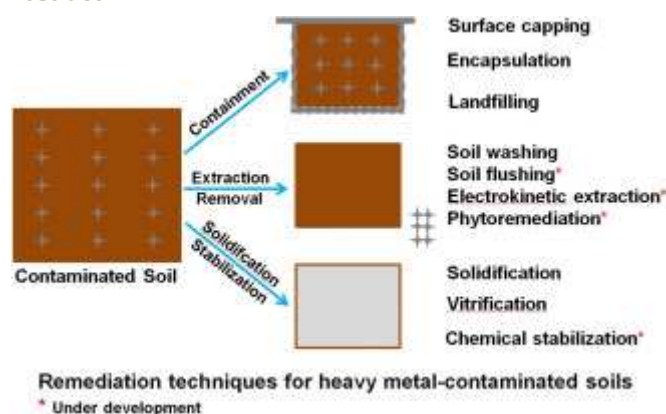 Surface capping
Encapsulation
Landfilling
Containment
Contaminated Soil
Extraction
Removal
Soil washing
Soil flushing*
Electrokinetic extraction*
Phytoremediation*
Solidifcation
Stabilization
Solidification
Vitrification
Chemical stabilization*
Remediation techniques for heavy metal-contaminated soils
* Under development